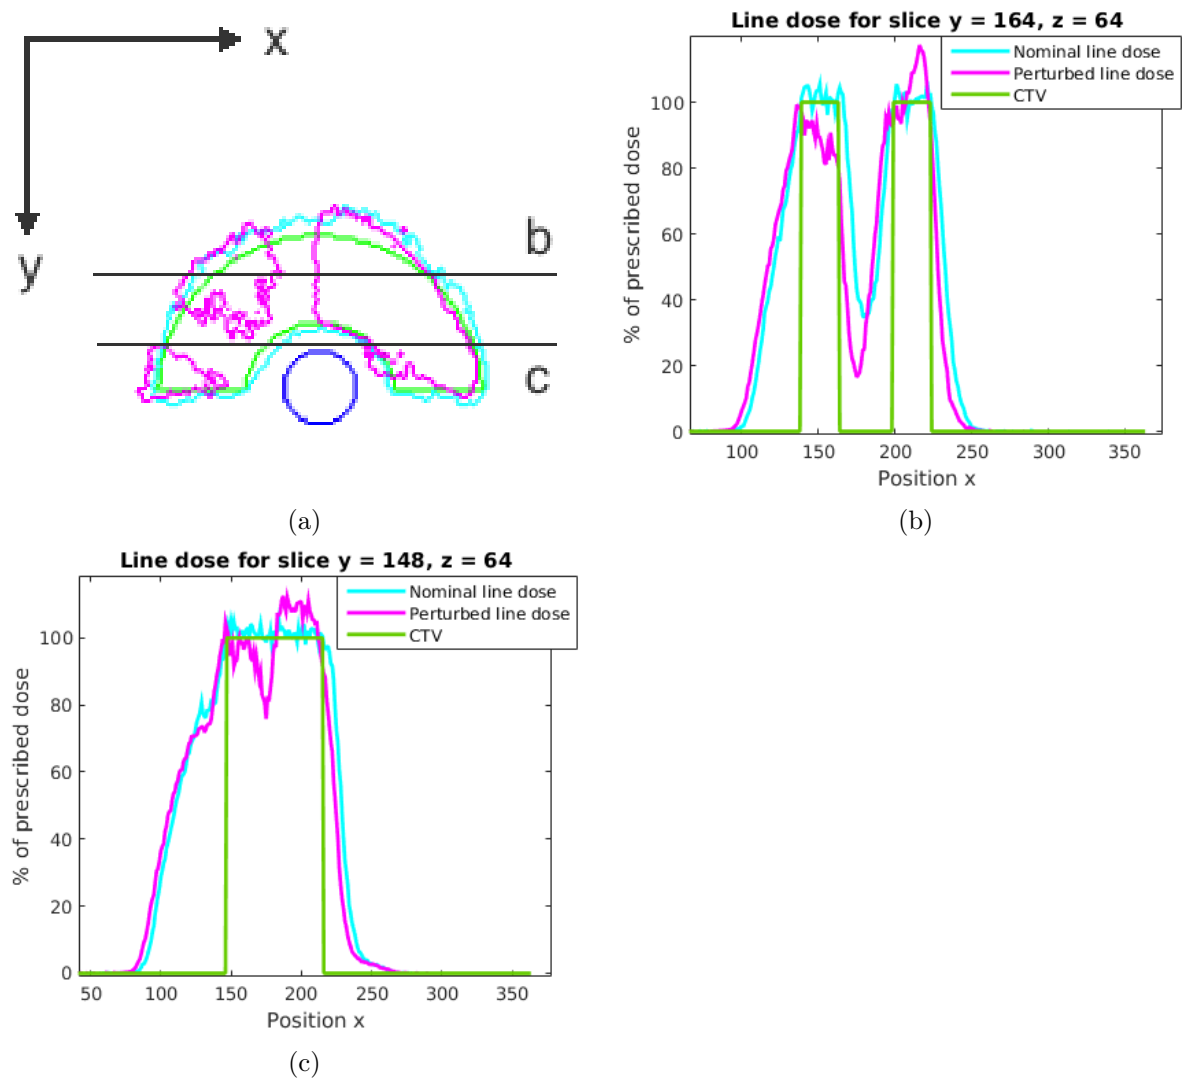 x
y
b
c
(a)
Line dose for slice y = 164, z = 64
Nominal line dose
Perturbed line dose
CTV
% of prescribed dose
100
80
60
40
20
0
100 150 200 250 300 350
Position x
(b)
Line dose for slice y = 148, z = 64
Nominal line dose
Perturbed line dose
CTV
% of prescribed dose
100
80
60
40
20
0
50 100 150 200 250 300 350
Position x
(c)